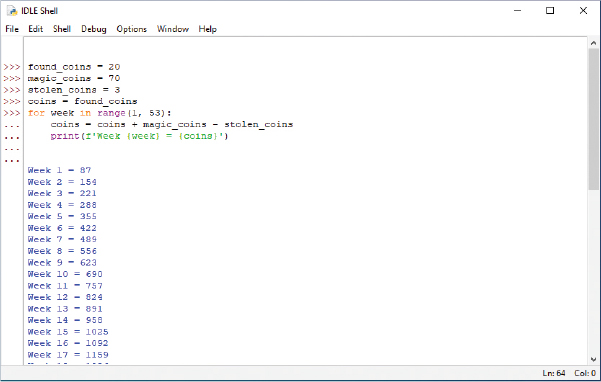 IDLE Shell
File Edit Shell Debug Options Window Help
>>> found_coins = 20
>>> magic_coins = 70
>>> stolen_coins = 3
>>> coins = found_coins
>>> for week in range(1, 53):
...     coins = coins + magic_coins - stolen_coins
...     print(f'Week {week} = {coins}')
...
...
Week 1 = 87
Week 2 = 154
Week 3 = 221
Week 4 = 288
Week 5 = 355
Week 6 = 422
Week 7 = 489
Week 8 = 556
Week 9 = 623
Week 10 = 690
Week 11 = 757
Week 12 = 824
Week 13 = 891
Week 14 = 958
Week 15 = 1025
Week 16 = 1092
Week 17 = 1159
Ln: 64 Col: 0